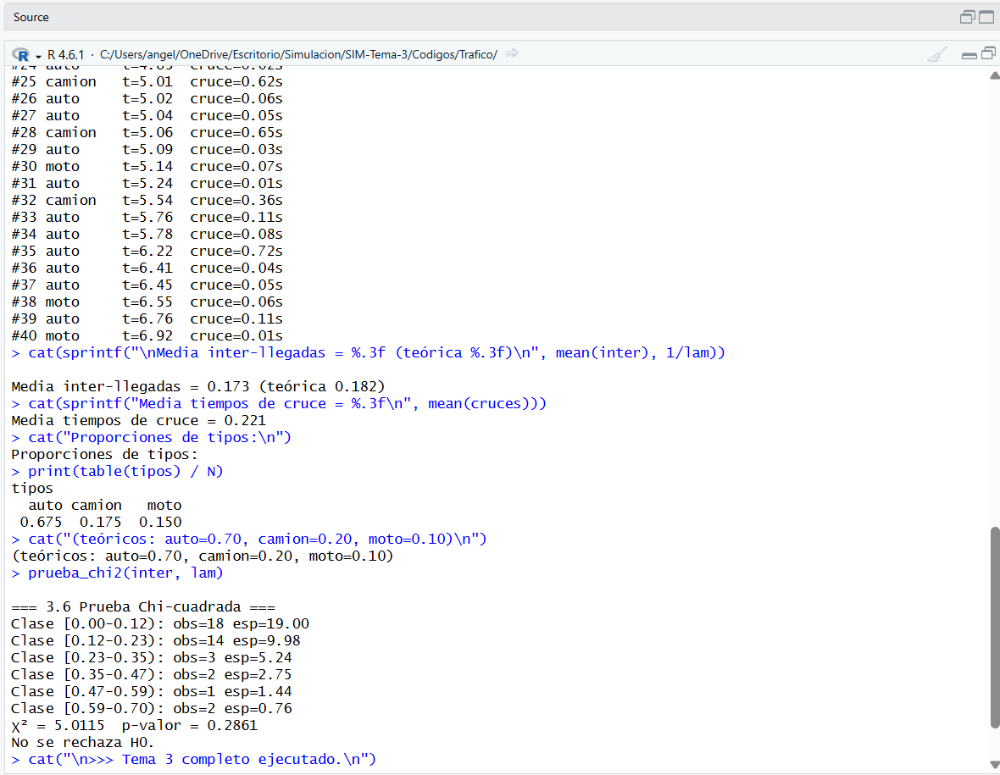 Source
R 4.6.1 · C:/Users/angel/OneDrive/Escritorio/Simulacion/SIM-Tema-3/Codigos/Trafico/
#25 camion   t=5.01  cruce=0.62s
#26 auto     t=5.02  cruce=0.06s
#27 auto     t=5.04  cruce=0.05s
#28 camion   t=5.06  cruce=0.65s
#29 auto     t=5.09  cruce=0.03s
#30 moto     t=5.14  cruce=0.07s
#31 auto     t=5.24  cruce=0.01s
#32 camion   t=5.54  cruce=0.36s
#33 auto     t=5.76  cruce=0.11s
#34 auto     t=5.78  cruce=0.08s
#35 auto     t=6.22  cruce=0.72s
#36 auto     t=6.41  cruce=0.04s
#37 auto     t=6.45  cruce=0.05s
#38 moto     t=6.55  cruce=0.06s
#39 auto     t=6.76  cruce=0.11s
#40 moto     t=6.92  cruce=0.01s
> cat(sprintf("\nMedia inter-llegadas = %.3f (teórica %.3f)\n", mean(inter), 1/lam))
Media inter-llegadas = 0.173 (teórica 0.182)
> cat(sprintf("Media tiempos de cruce = %.3f\n", mean(cruces)))
Media tiempos de cruce = 0.221
> cat("Proporciones de tipos:\n")
Proporciones de tipos:
> print(table(tipos) / N)
tipos
  auto camion   moto
 0.675  0.175  0.150
> cat("(teóricos: auto=0.70, camion=0.20, moto=0.10)\n")
(teóricos: auto=0.70, camion=0.20, moto=0.10)
> prueba_chi2(inter, lam)
=== 3.6 Prueba Chi-cuadrada ===
Clase [0.00-0.12): obs=18 esp=19.00
Clase [0.12-0.23): obs=14 esp=9.98
Clase [0.23-0.35): obs=3 esp=5.24
Clase [0.35-0.47): obs=2 esp=2.75
Clase [0.47-0.59): obs=1 esp=1.44
Clase [0.59-0.70): obs=2 esp=0.76
χ² = 5.0115  p-valor = 0.2861
No se rechaza H0.
> cat("\n>>> Tema 3 completo ejecutado.\n")